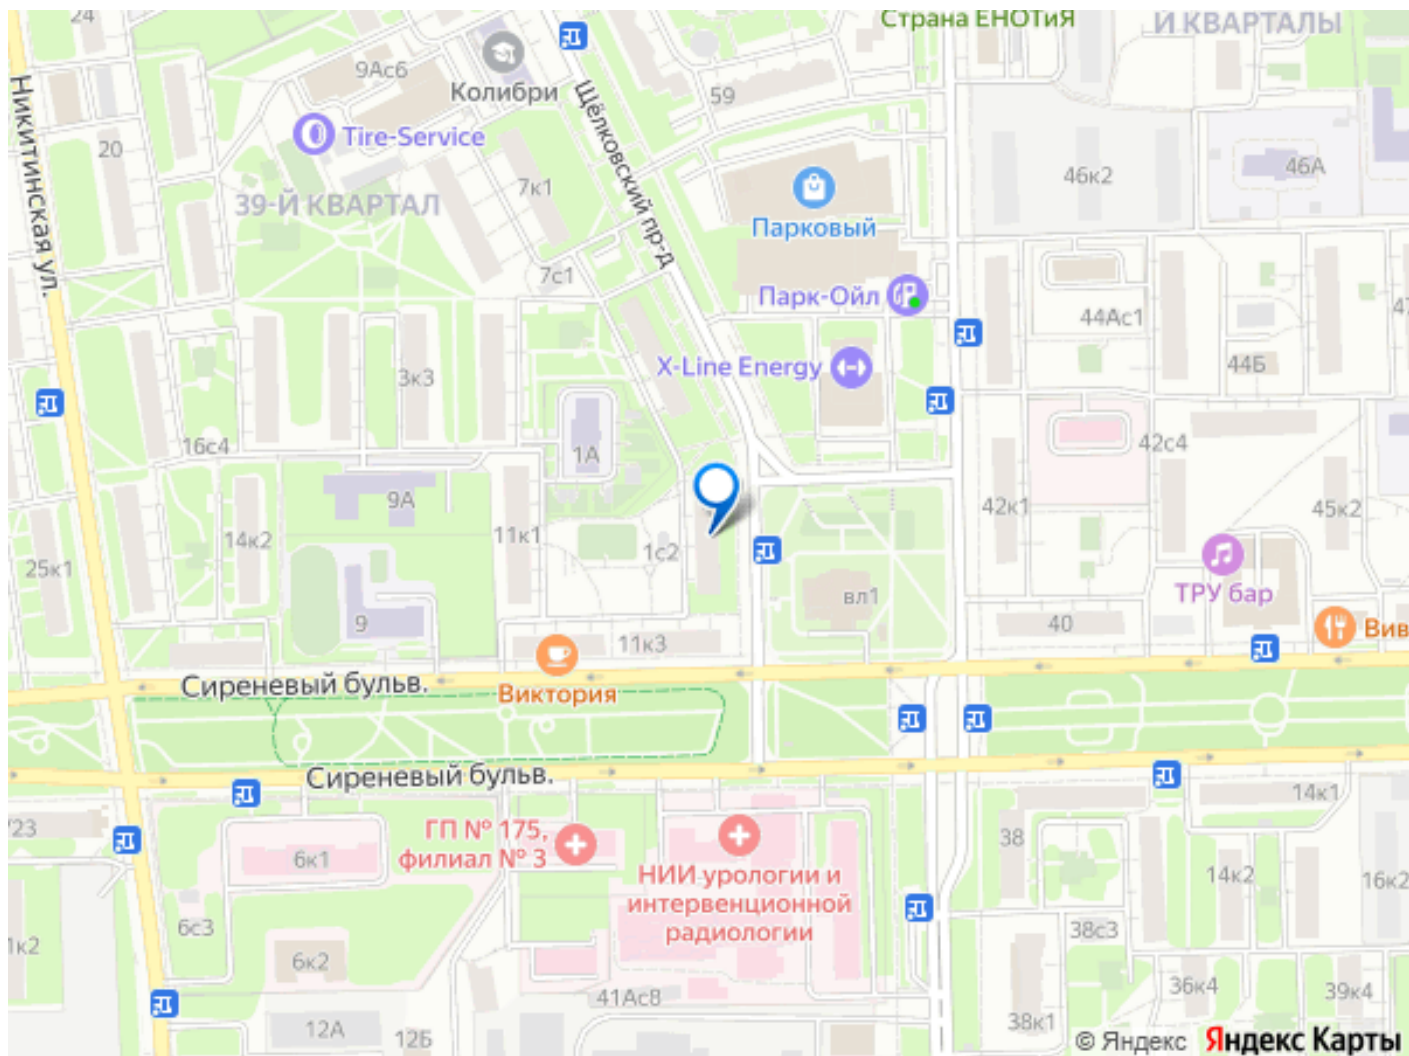 24
Страна ЕНОТиЯ
Й КВАРТАЛЫ
9Ас6
Колибри
59
Щёлковский пр-д
Никитинская ул.
Tire-Service
20
7к1
46к2
46А
39-Й КВАРТАЛ
Парковый
7с1
Парк-Ойл
44Ас1
47
X-Line Energy
44Б
3к3
16с4
1А
42с4
9А
42к1
45к2
14к2
11к1
1с2
25к1
ТРУ бар
вл1
9
40
11к3
Вив
Сиреневый бульв.
Виктория
Сиреневый бульв.
14к1
/23
ГП № 175,
филиал № 3
38
6к1
НИИ урологии и
интервенционной
радиологии
14к2
16к2
6с3
38с3
1к2
6к2
36к4
39к4
41Ас8
12А
12Б
38к1
© Яндекс Яндекс Карты